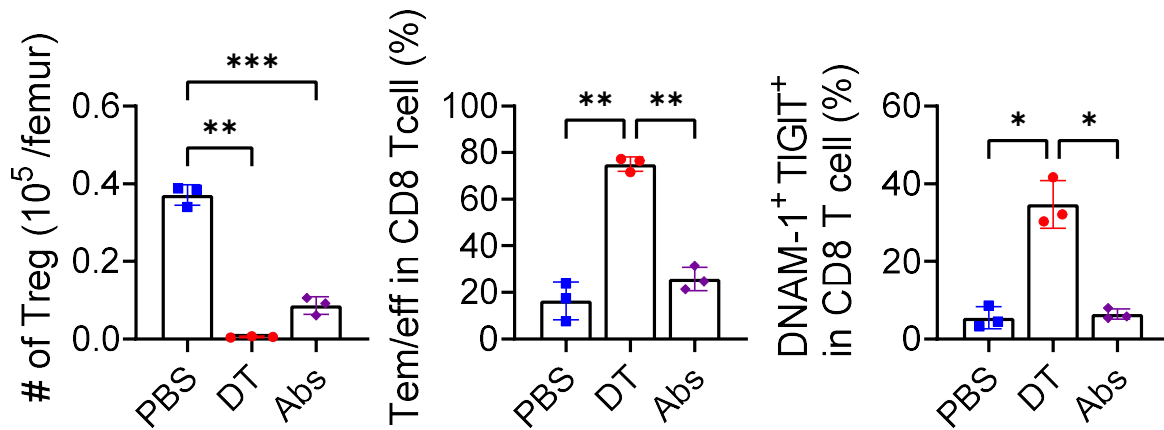 # of Treg (10⁵ /femur)
0.6
0.4
0.2
0.0
***
**
PBS
DT
Abs
Tem/eff in CD8 Tcell (%)
100
80
60
40
20
0
**
**
PBS
DT
Abs
DNAM-1⁺ TIGIT⁺
in CD8 T cell (%)
60
40
20
0
*
*
PBS
DT
Abs